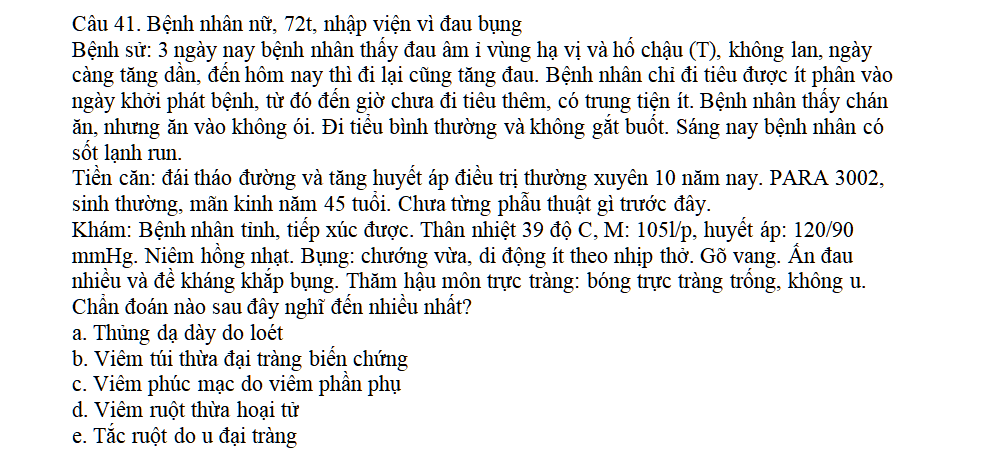 Câu 41. Bệnh nhân nữ, 72t, nhập viện vì đau bụng
Bệnh sử: 3 ngày nay bệnh nhân thấy đau âm ỉ vùng hạ vị và hố chậu (T), không lan, ngày
càng tăng dần, đến hôm nay thì đi lại cũng tăng đau. Bệnh nhân chỉ đi tiêu được ít phân vào
ngày khởi phát bệnh, từ đó đến giờ chưa đi tiêu thêm, có trung tiện ít. Bệnh nhân thấy chán
ăn, nhưng ăn vào không ói. Đi tiểu bình thường và không gắt buốt. Sáng nay bệnh nhân có
sốt lạnh run.
Tiền căn: đái tháo đường và tăng huyết áp điều trị thường xuyên 10 năm nay. PARA 3002,
sinh thường, mãn kinh năm 45 tuổi. Chưa từng phẫu thuật gì trước đây.
Khám: Bệnh nhân tỉnh, tiếp xúc được. Thân nhiệt 39 độ C, M: 105l/p, huyết áp: 120/90
mmHg. Niêm hồng nhạt. Bụng: chướng vừa, di động ít theo nhịp thở. Gõ vang. Ấn đau
nhiều và đề kháng khắp bụng. Thăm hậu môn trực tràng: bóng trực tràng trống, không u.
Chẩn đoán nào sau đây nghĩ đến nhiều nhất?
a. Thủng dạ dày do loét
b. Viêm túi thừa đại tràng biến chứng
c. Viêm phúc mạc do viêm phần phụ
d. Viêm ruột thừa hoại tử
e. Tắc ruột do u đại tràng